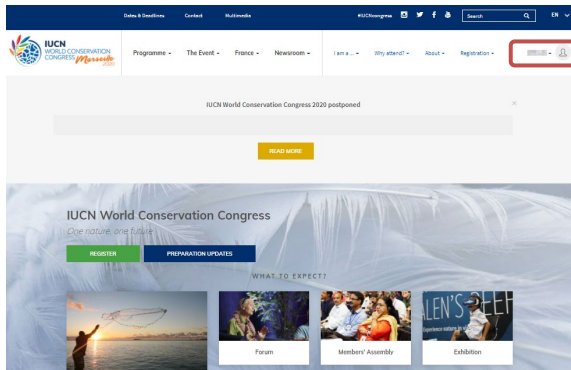 Dates & Deadlines Contact Multimedia #IUCNcongress Search EN
IUCN
WORLD CONSERVATION
CONGRESS Marseille
2020
Programme The Event France Newsroom I am a ... Why attend? About Registration
IUCN World Conservation Congress 2020 postponed
READ MORE
IUCN World Conservation Congress
One nature, one future
REGISTER PREPARATION UPDATES
WHAT TO EXPECT?
Forum Members' Assembly Exhibition